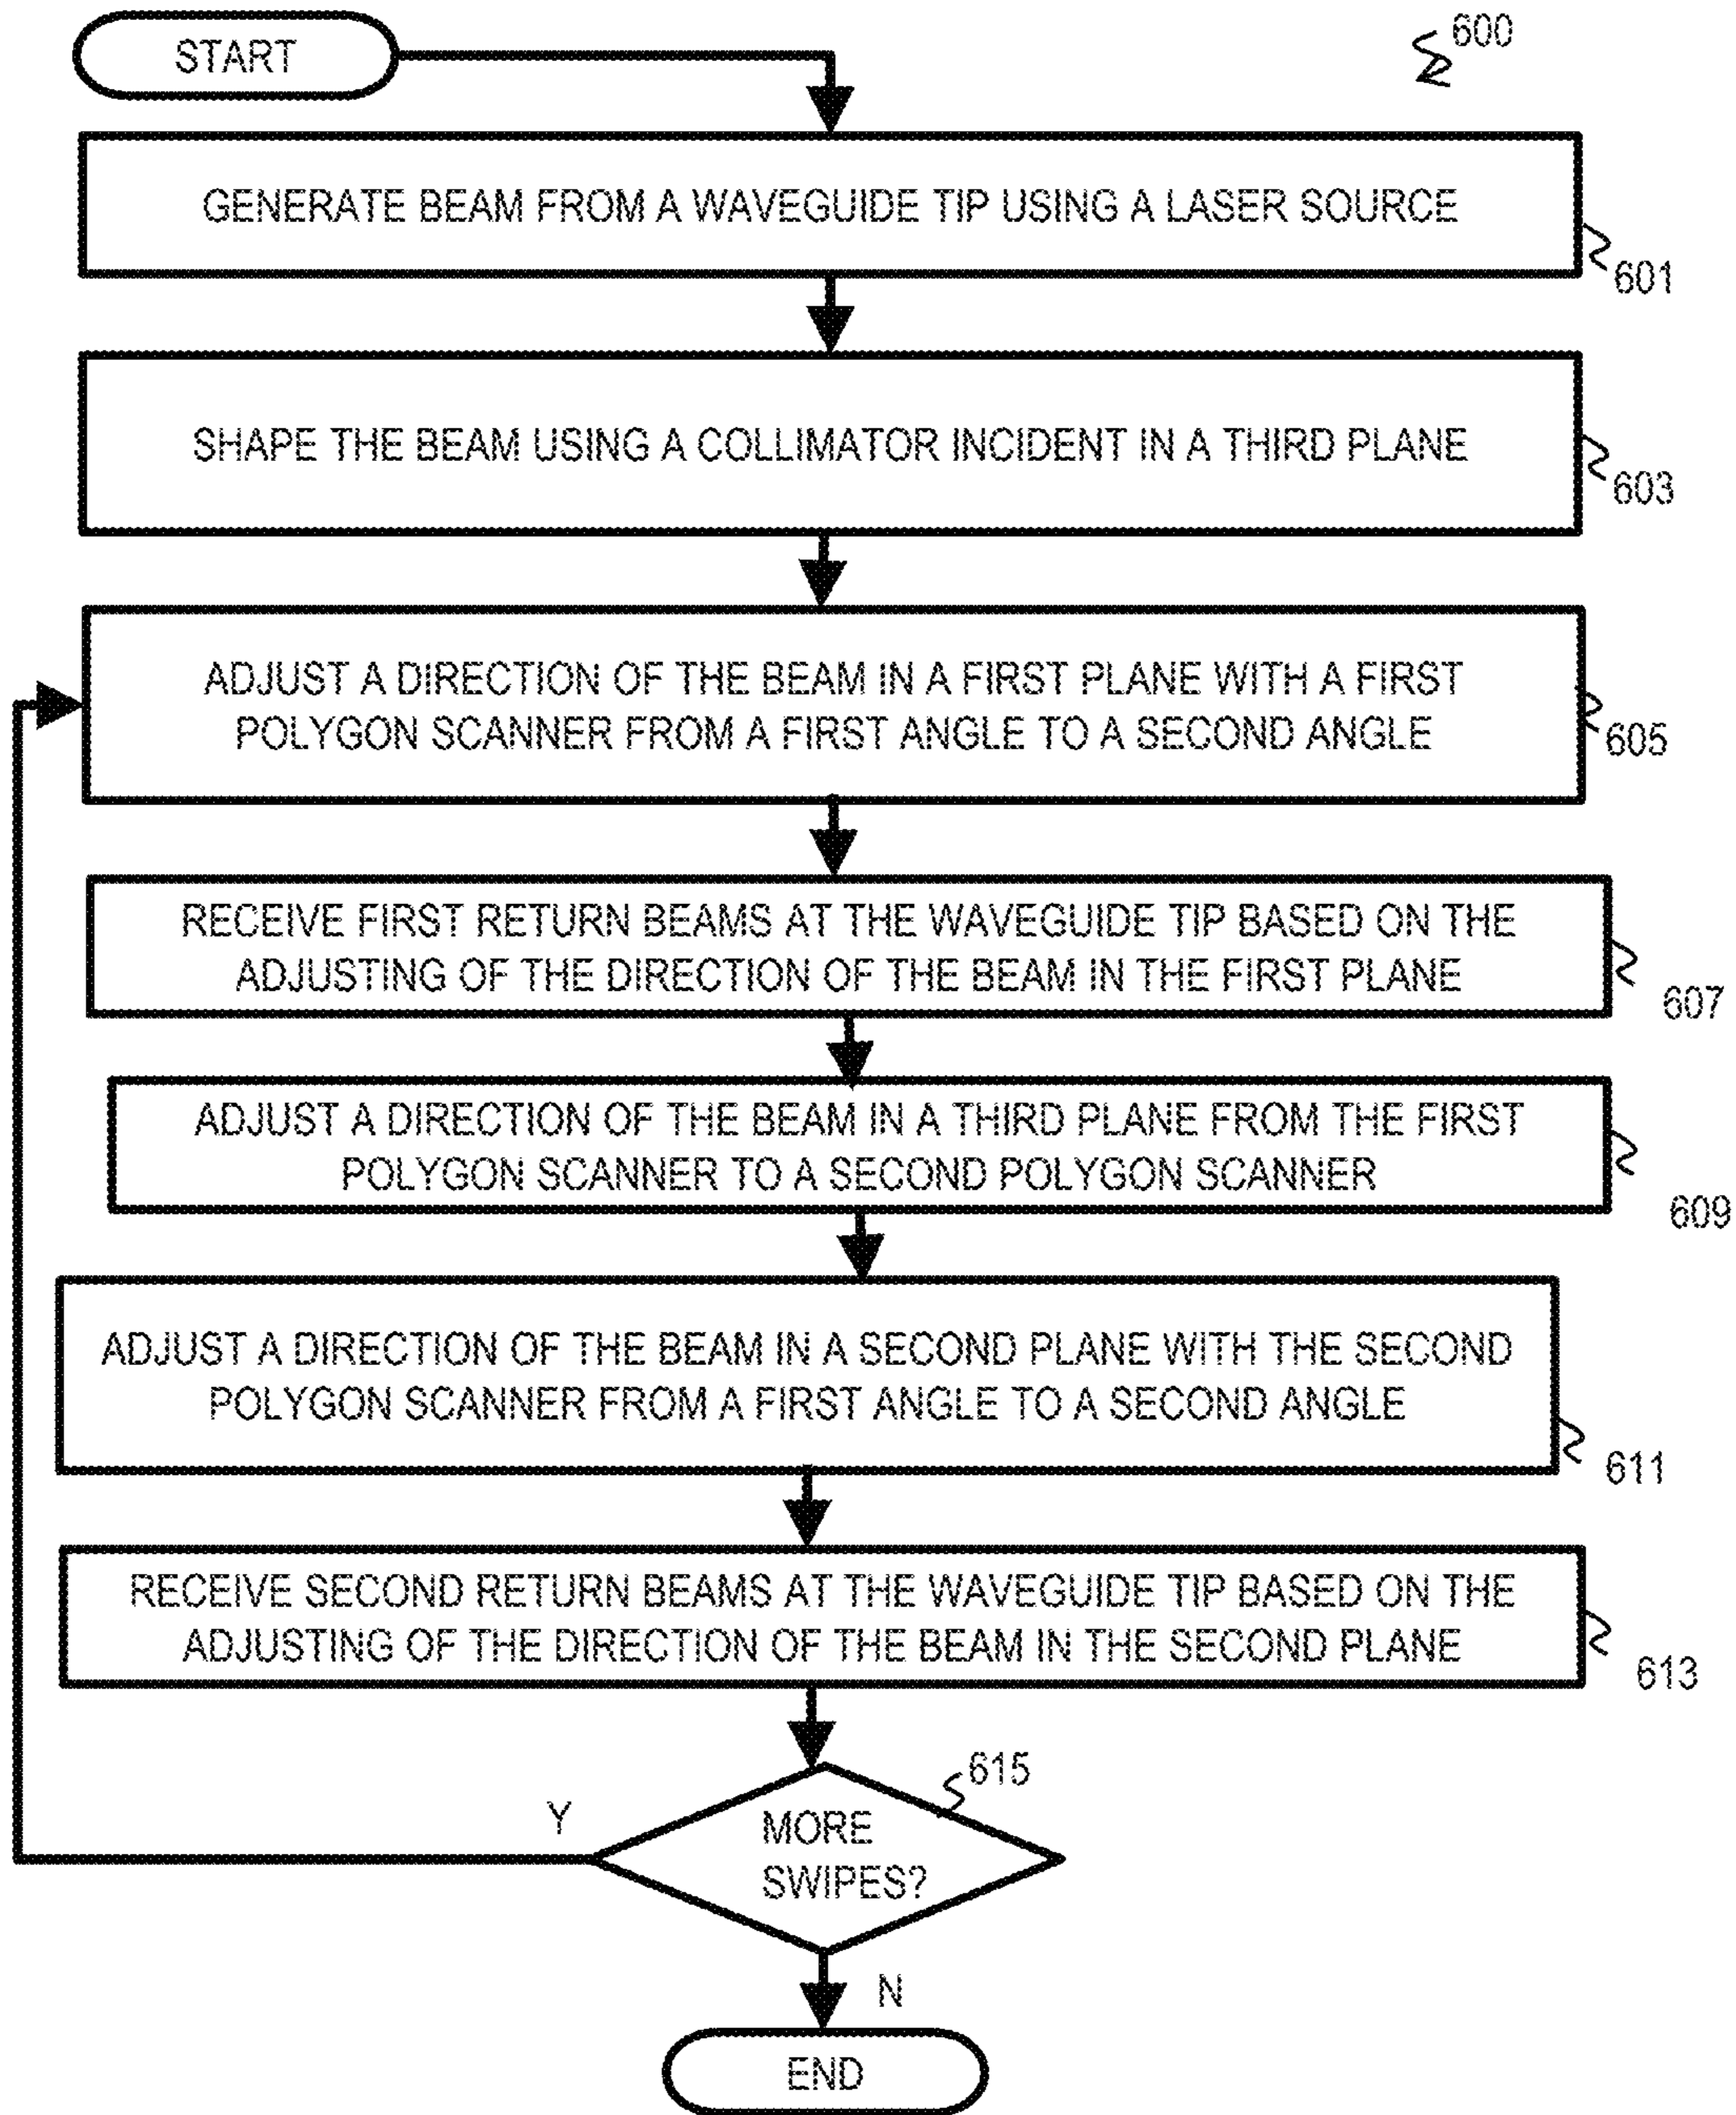 START
600
GENERATE BEAM FROM A WAVEGUIDE TIP USING A LASER SOURCE
601
SHAPE THE BEAM USING A COLLIMATOR INCIDENT IN A THIRD PLANE
603
ADJUST A DIRECTION OF THE BEAM IN A FIRST PLANE WITH A FIRST
POLYGON SCANNER FROM A FIRST ANGLE TO A SECOND ANGLE
605
RECEIVE FIRST RETURN BEAMS AT THE WAVEGUIDE TIP BASED ON THE
ADJUSTING OF THE DIRECTION OF THE BEAM IN THE FIRST PLANE
607
ADJUST A DIRECTION OF THE BEAM IN A THIRD PLANE FROM THE FIRST
POLYGON SCANNER TO A SECOND POLYGON SCANNER
609
ADJUST A DIRECTION OF THE BEAM IN A SECOND PLANE WITH THE SECOND
POLYGON SCANNER FROM A FIRST ANGLE TO A SECOND ANGLE
611
RECEIVE SECOND RETURN BEAMS AT THE WAVEGUIDE TIP BASED ON THE
ADJUSTING OF THE DIRECTION OF THE BEAM IN THE SECOND PLANE
613
615
Y
MORE
SWIPES?
N
END